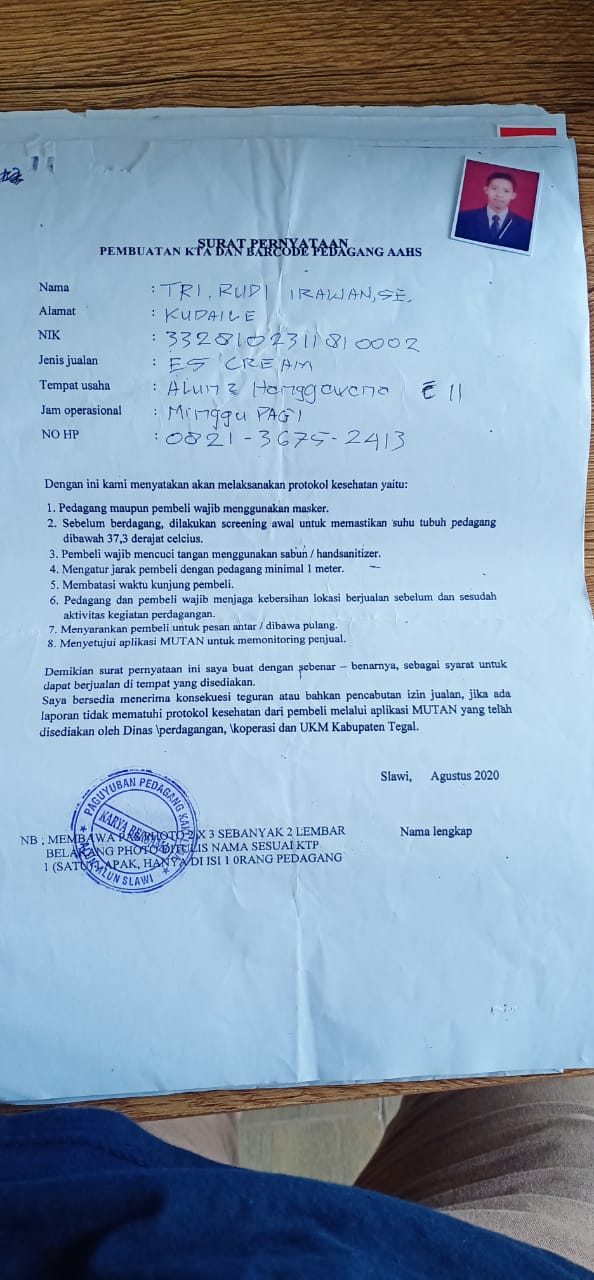 SURAT PERNYATAAN
PEMBUATAN KTA DAN BARCODE PEDAGANG AAHS
Nama : TRI, RUDI IRAWAN, SE.
Alamat : KUDAILE
NIK : 3328102311810002
Jenis jualan : ES CREAM
Tempat usaha : Alun2 Hanggawana E 11
Jam operasional : Minggu PAGI
NO HP : 0821-3675-2413
Dengan ini kami menyatakan akan melaksanakan protokol kesehatan yaitu:
1. Pedagang maupun pembeli wajib menggunakan masker.
2. Sebelum berdagang, dilakukan screening awal untuk memastikan suhu tubuh pedagang
dibawah 37,3 derajat celcius.
3. Pembeli wajib mencuci tangan menggunakan sabun / handsanitizer.
4. Mengatur jarak pembeli dengan pedagang minimal 1 meter.
5. Membatasi waktu kunjung pembeli.
6. Pedagang dan pembeli wajib menjaga kebersihan lokasi berjualan sebelum dan sesudah
aktivitas kegiatan perdagangan.
7. Menyarankan pembeli untuk pesan antar / dibawa pulang.
8. Menyetujui aplikasi MUTAN untuk memonitoring penjual.
Demikian surat pernyataan ini saya buat dengan sebenar – benarnya, sebagai syarat untuk
dapat berjualan di tempat yang disediakan.
Saya bersedia menerima konsekuesi teguran atau bahkan pencabutan izin jualan, jika ada
laporan tidak mematuhi protokol kesehatan dari pembeli melalui aplikasi MUTAN yang telah
disediakan oleh Dinas \perdagangan, \koperasi dan UKM Kabupaten Tegal.
Slawi, Agustus 2020
PAGUYUBAN PEDAGANG
KARYA
ALUN SLAWI
Nama lengkap
NB ; MEMBAWA PAS PHOTO 2 X 3 SEBANYAK 2 LEMBAR
BELAKANG PHOTO DITULIS NAMA SESUAI KTP
1 (SATU) LAPAK, HANYA DI ISI 1 0RANG PEDAGANG